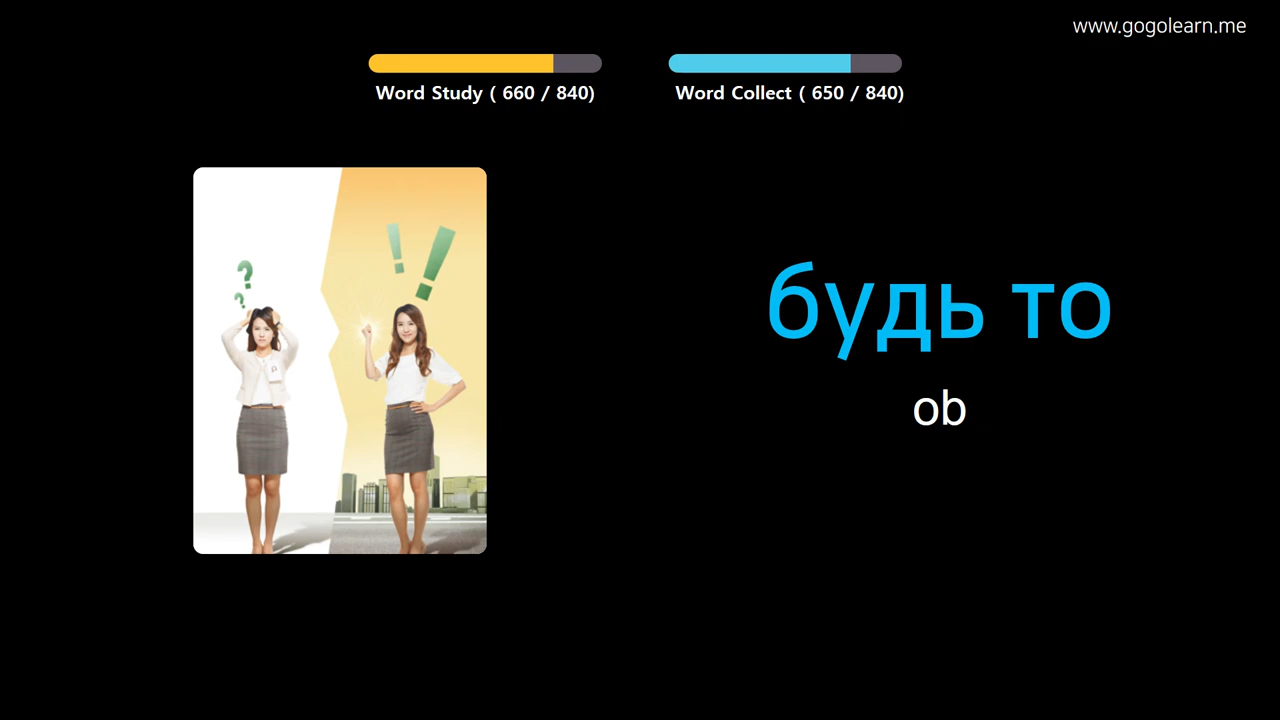 www.gogolearn.me
Word Study ( 660 / 840)
Word Collect ( 650 / 840)
? ?
! !
будь то
ob